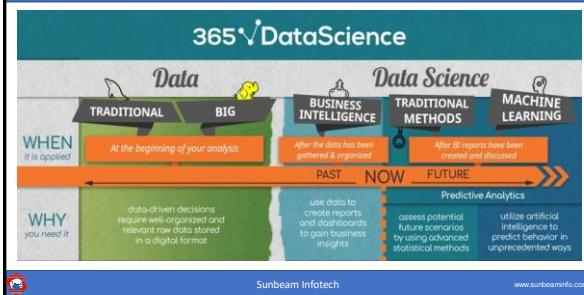 365 DataScience
Data
Data Science
TRADITIONAL
BIG
BUSINESS
INTELLIGENCE
TRADITIONAL
METHODS
MACHINE
LEARNING
WHEN
it is applied
At the beginning of your analysis
After the data has been
gathered & organized
After BI reports have been
created and discussed
PAST
NOW
FUTURE
Predictive Analytics
WHY
you need it
data-driven decisions
require well-organized and
relevant raw data stored
in a digital format
use data to
create reports
and dashboards
to gain business
insights
assess potential
future scenarios
by using advanced
statistical methods
utilize artificial
intelligence to
predict behavior in
unprecedented ways
Sunbeam Infotech
www.sunbeaminfo.com